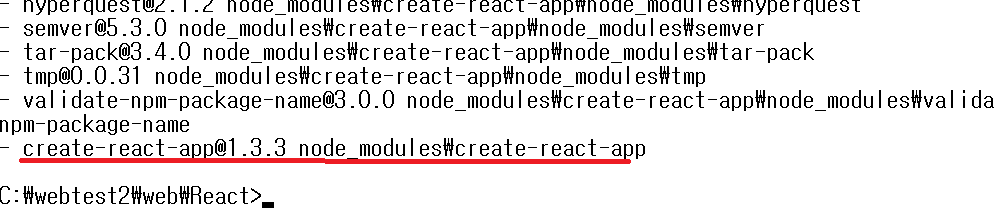 - hyperquest@2.1.2 node_modules₩create-react-app₩node_modules₩hyperquest
- semver@5.3.0 node_modules₩create-react-app₩node_modules₩semver
- tar-pack@3.4.0 node_modules₩create-react-app₩node_modules₩tar-pack
- tmp@0.0.31 node_modules₩create-react-app₩node_modules₩tmp
- validate-npm-package-name@3.0.0 node_modules₩create-react-app₩node_modules₩valida
npm-package-name
- create-react-app@1.3.3 node_modules₩create-react-app
C:₩webtest2₩web₩React>_